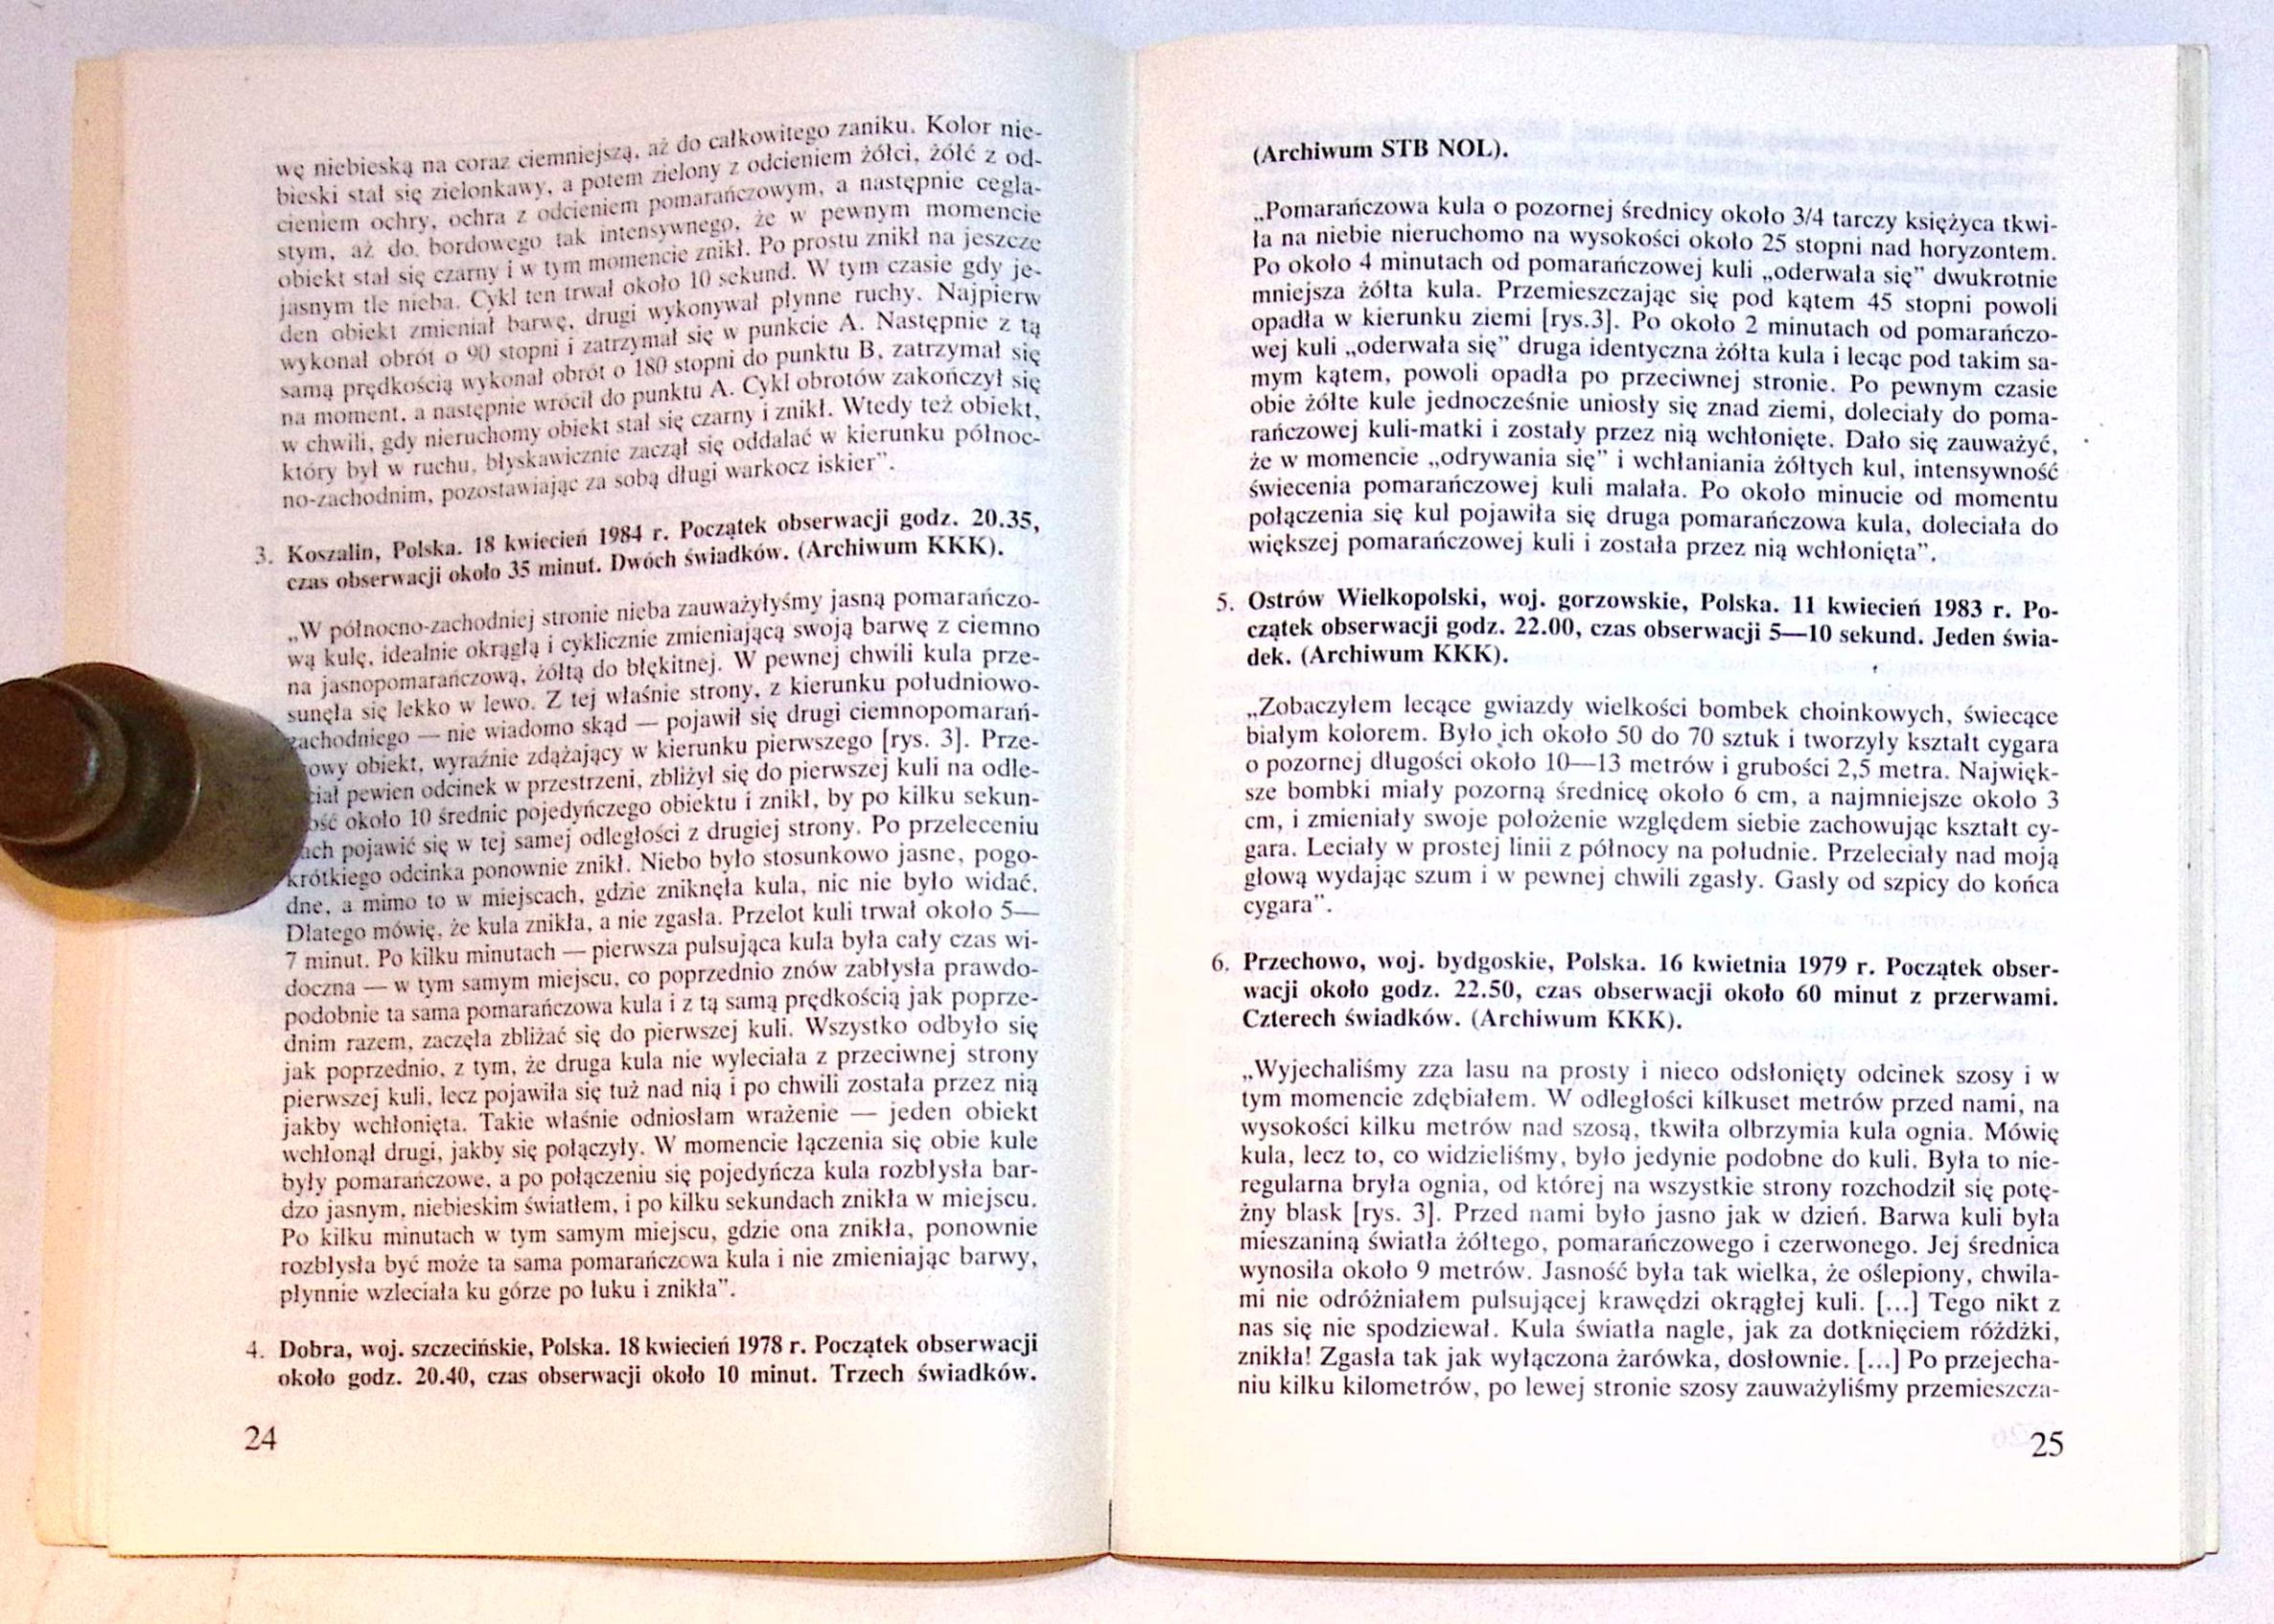 wę niebieską na coraz ciemniejszą, aż do całkowitego zaniku. Kolor nie-
bieski stał się zielonkawy, a potem zielony z odcieniem żółci, żółć z od-
cieniem ochry, ochra z odcieniem pomarańczowym, a następnie cegla-
stym, aż do bordowego tak intensywnego, że w pewnym momencie
obiekt stał się czarny i w tym momencie znikł. Po prostu znikł na jeszcze
jasnym tle nieba. Cykl ten trwał około 10 sekund. W tym czasie gdy je-
den obiekt zmieniał barwę, drugi wykonywał płynne ruchy. Najpierw
wykonał obrót o 90 stopni i zatrzymał się w punkcie A. Następnie z tą
samą prędkością wykonał obrót o 180 stopni do punktu B, zatrzymał się
na moment, a następnie wrócił do punktu A. Cykl obrotów zakończył się
w chwili, gdy nieruchomy obiekt stał się czarny i znikł. Wtedy też obiekt,
który był w ruchu, błyskawicznie zaczął się oddalać w kierunku północ-
no-zachodnim, pozostawiając za sobą długi warkocz iskier”.
3. Koszalin, Polska. 18 kwiecień 1984 r. Początek obserwacji godz. 20.35,
czas obserwacji około 35 minut. Dwóch świadków. (Archiwum KKK).
„W północno-zachodniej stronie nieba zauważyłyśmy jasną pomarańczo-
wą kulę, idealnie okrągłą i cyklicznie zmieniającą swoją barwę z ciemno
na jasnopomarańczową, żółtą do błękitnej. W pewnej chwili kula prze-
sunęła się lekko w lewo. Z tej właśnie strony, z kierunku południowo-
zachodniego — nie wiadomo skąd — pojawił się drugi ciemnopomarań-
owy obiekt, wyraźnie zdążający w kierunku pierwszego [rys. 3]. Prze-
ciał pewien odcinek w przestrzeni, zbliżył się do pierwszej kuli na odle-
ość około 10 średnic pojedyńczego obiektu i znikł, by po kilku sekun-
ach pojawić się w tej samej odległości z drugiej strony. Po przeleceniu
krótkiego odcinka ponownie znikł. Niebo było stosunkowo jasne, pogo-
dne, a mimo to w miejscach, gdzie zniknęła kula, nic nie było widać.
Dlatego mówię, że kula znikła, a nie zgasła. Przelot kuli trwał około 5—
7 minut. Po kilku minutach — pierwsza pulsująca kula była cały czas wi-
doczna — w tym samym miejscu, co poprzednio znów zabłysła prawdo-
podobnie ta sama pomarańczowa kula i z tą samą prędkością jak poprze-
dnim razem, zaczęła zbliżać się do pierwszej kuli. Wszystko odbyło się
jak poprzednio, z tym, że druga kula nie wyleciała z przeciwnej strony
pierwszej kuli, lecz pojawiła się tuż nad nią i po chwili została przez nią
jakby wchłonięta. Takie właśnie odniosłam wrażenie — jeden obiekt
wchłonął drugi, jakby się połączyły. W momencie łączenia się obie kule
były pomarańczowe, a po połączeniu się pojedyńcza kula rozbłysła bar-
dzo jasnym, niebieskim światłem, i po kilku sekundach znikła w miejscu.
Po kilku minutach w tym samym miejscu, gdzie ona znikła, ponownie
rozbłysła być może ta sama pomarańczowa kula i nie zmieniając barwy,
płynnie wzleciała ku górze po łuku i znikła”.
4. Dobra, woj. szczecińskie, Polska. 18 kwiecień 1978 r. Początek obserwacji
około godz. 20.40, czas obserwacji około 10 minut. Trzech świadków.
24
(Archiwum STB NOL).
„Pomarańczowa kula o pozornej średnicy około 3/4 tarczy księżyca tkwi-
ła na niebie nieruchomo na wysokości około 25 stopni nad horyzontem.
Po około 4 minutach od pomarańczowej kuli „oderwała się” dwukrotnie
mniejsza żółta kula. Przemieszczając się pod kątem 45 stopni powoli
opadła w kierunku ziemi [rys.3]. Po około 2 minutach od pomarańczo-
wej kuli „oderwała się” druga identyczna żółta kula i lecąc pod takim sa-
mym kątem, powoli opadła po przeciwnej stronie. Po pewnym czasie
obie żółte kule jednocześnie uniosły się znad ziemi, doleciały do poma-
rańczowej kuli-matki i zostały przez nią wchłonięte. Dało się zauważyć,
że w momencie „odrywania się” i wchłaniania żółtych kul, intensywność
świecenia pomarańczowej kuli malała. Po około minucie od momentu
połączenia się kul pojawiła się druga pomarańczowa kula, doleciała do
większej pomarańczowej kuli i została przez nią wchłonięta”.
5. Ostrów Wielkopolski, woj. gorzowskie, Polska. 11 kwiecień 1983 r. Po-
czątek obserwacji godz. 22.00, czas obserwacji 5—10 sekund. Jeden świa-
dek. (Archiwum KKK).
„Zobaczyłem lecące gwiazdy wielkości bombek choinkowych, świecące
białym kolorem. Było ich około 50 do 70 sztuk i tworzyły kształt cygara
o pozornej długości około 10—13 metrów i grubości 2,5 metra. Najwięk-
sze bombki miały pozorną średnicę około 6 cm, a najmniejsze około 3
cm, i zmieniały swoje położenie względem siebie zachowując kształt cy-
gara. Leciały w prostej linii z północy na południe. Przeleciały nad moją
głową wydając szum i w pewnej chwili zgasły. Gasły od szpicy do końca
cygara”.
6. Przechowo, woj. bydgoskie, Polska. 16 kwietnia 1979 r. Początek obser-
wacji około godz. 22.50, czas obserwacji około 60 minut z przerwami.
Czterech świadków. (Archiwum KKK).
„Wyjechaliśmy zza lasu na prosty i nieco odsłonięty odcinek szosy i w
tym momencie zdębiałem. W odległości kilkuset metrów przed nami, na
wysokości kilku metrów nad szosą, tkwiła olbrzymia kula ognia. Mówię
kula, lecz to, co widzieliśmy, było jedynie podobne do kuli. Była to nie-
regularna bryła ognia, od której na wszystkie strony rozchodził się potę-
żny blask [rys. 3]. Przed nami było jasno jak w dzień. Barwa kuli była
mieszaniną światła żółtego, pomarańczowego i czerwonego. Jej średnica
wynosiła około 9 metrów. Jasność była tak wielka, że oślepiony, chwila-
mi nie odróżniałem pulsującej krawędzi okrągłej kuli. [...] Tego nikt z
nas się nie spodziewał. Kula światła nagle, jak za dotknięciem różdżki,
znikła! Zgasła tak jak wyłączona żarówka, dosłownie. [...] Po przejecha-
niu kilku kilometrów, po lewej stronie szosy zauważyliśmy przemieszcza-
25